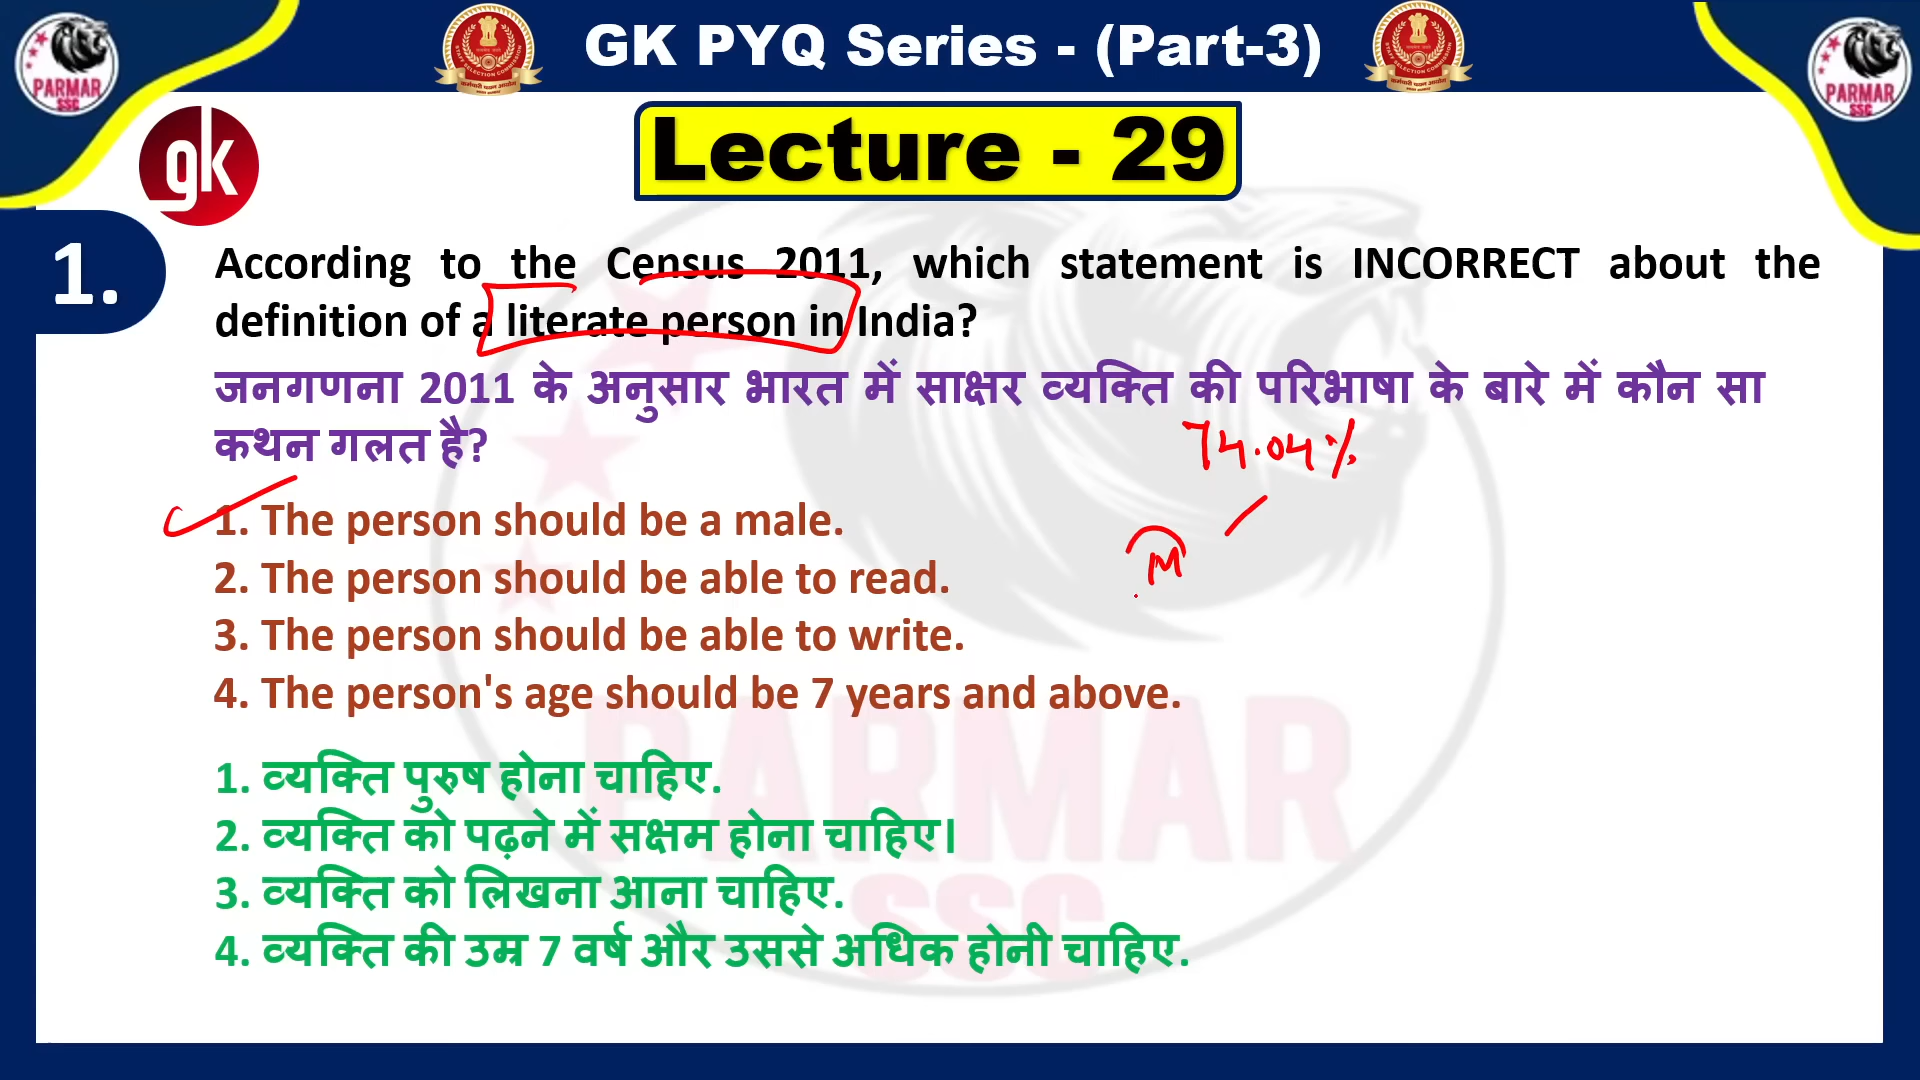 GK PYQ Series - (Part-3)
PARMAR
SSC
PARMAR
SSC
gk
Lecture - 29
1.
According to the Census 2011, which statement is INCORRECT about the
definition of a literate person in India?
जनगणना 2011 के अनुसार भारत में साक्षर व्यक्ति की परिभाषा के बारे में कौन सा
कथन गलत है?
74.04%
M
1. The person should be a male.
2. The person should be able to read.
3. The person should be able to write.
4. The person's age should be 7 years and above.
1. व्यक्ति पुरुष होना चाहिए.
2. व्यक्ति को पढ़ने में सक्षम होना चाहिए।
3. व्यक्ति को लिखना आना चाहिए.
4. व्यक्ति की उम्र 7 वर्ष और उससे अधिक होनी चाहिए.
PARMAR
SSC